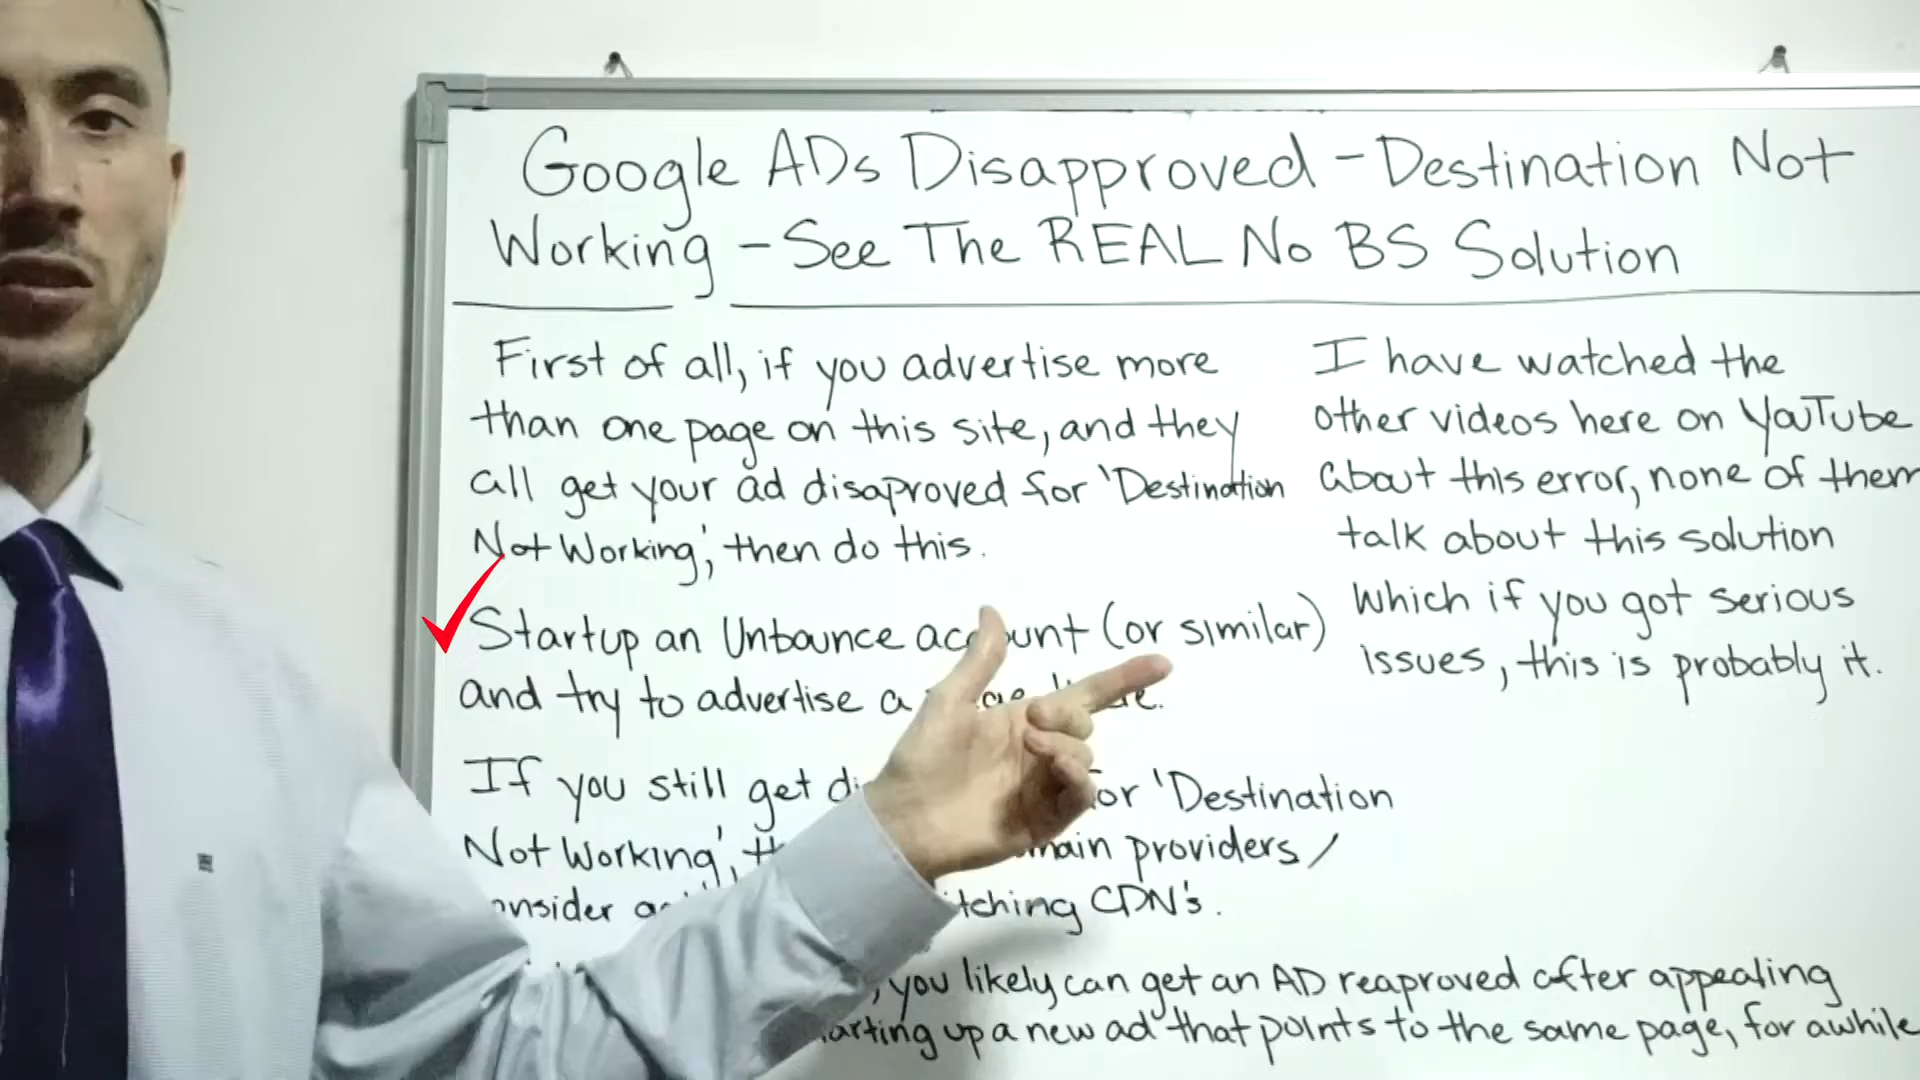 Google ADs Disapproved - Destination Not
Working - See The REAL No BS Solution
First of all, if you advertise more
than one page on this site, and they
all get your ad disaproved for 'Destination
Not Working', then do this.
Startup an Unbounce account (or similar)
and try to advertise a
If you still get
or 'Destination
Not Working',
providers/
CDN's.
, you likely can get an AD reaproved after appealing
up a new ad that points to the same page, for awhile
I have watched the
other videos here on YouTube
about this error, none of them
talk about this solution
which if you got serious
issues, this is probably it.